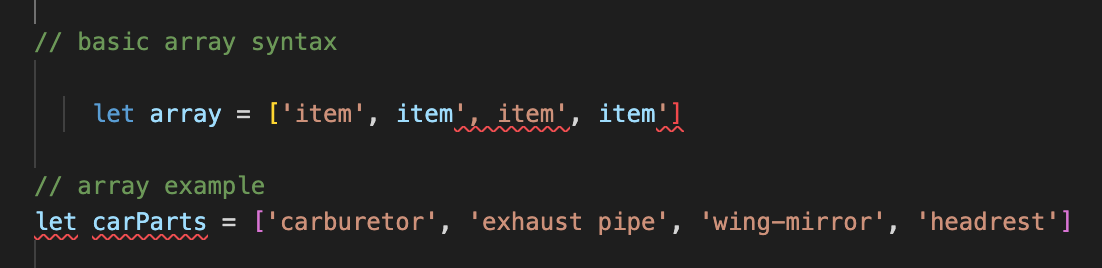 // basic array syntax
let array = ['item', item', item', item']
// array example
let carParts = ['carburetor', 'exhaust pipe', 'wing-mirror', 'headrest']